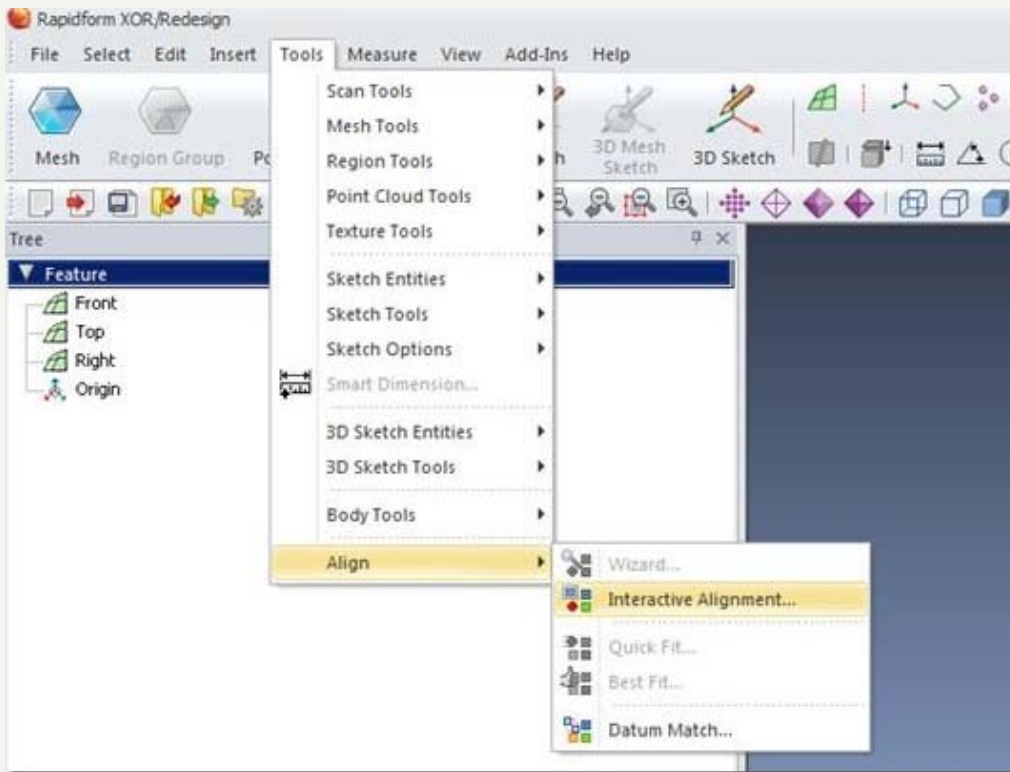 Rapidform XOR/Redesign
File Select Edit Insert Tools Measure View Add-Ins Help
Mesh Region Group 3D Mesh Sketch 3D Sketch
Tree
Feature
Front
Top
Right
Origin
Scan Tools
Mesh Tools
Region Tools
Point Cloud Tools
Texture Tools
Sketch Entities
Sketch Tools
Sketch Options
Smart Dimension...
3D Sketch Entities
3D Sketch Tools
Body Tools
Align
Wizard...
Interactive Alignment...
Quick Fit...
Best Fit...
Datum Match...